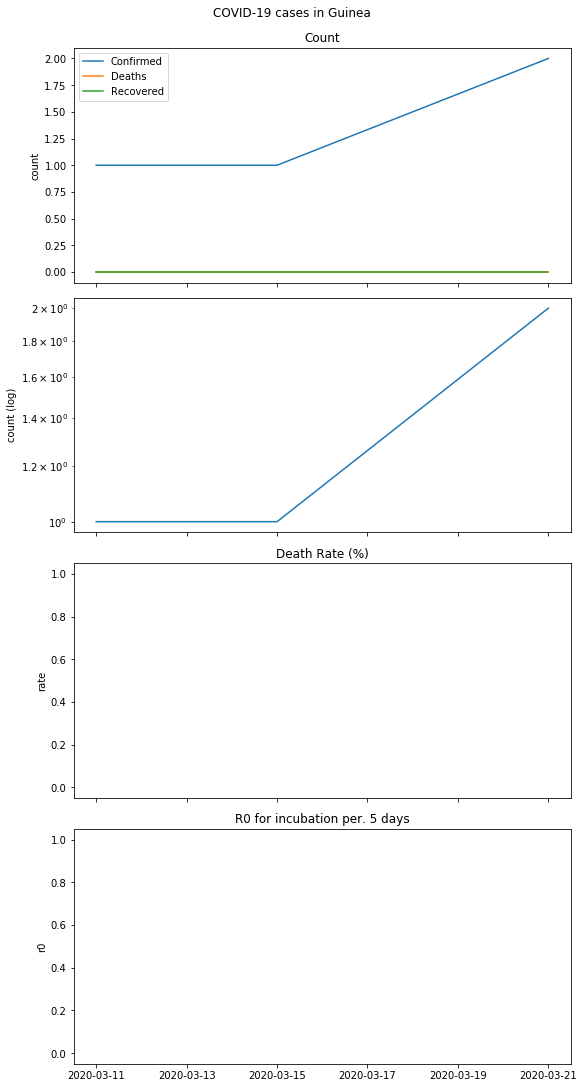 COVID-19 cases in Guinea
Count
Confirmed
Deaths
Recovered
2.00
1.75
1.50
1.25
1.00
0.75
0.50
0.25
0.00
count
2 × 10⁰
1.8 × 10⁰
1.6 × 10⁰
1.4 × 10⁰
1.2 × 10⁰
10⁰
count (log)
Death Rate (%)
1.0
0.8
0.6
0.4
0.2
0.0
rate
R0 for incubation per. 5 days
1.0
0.8
0.6
0.4
0.2
0.0
r0
2020-03-11 2020-03-13 2020-03-15 2020-03-17 2020-03-19 2020-03-21